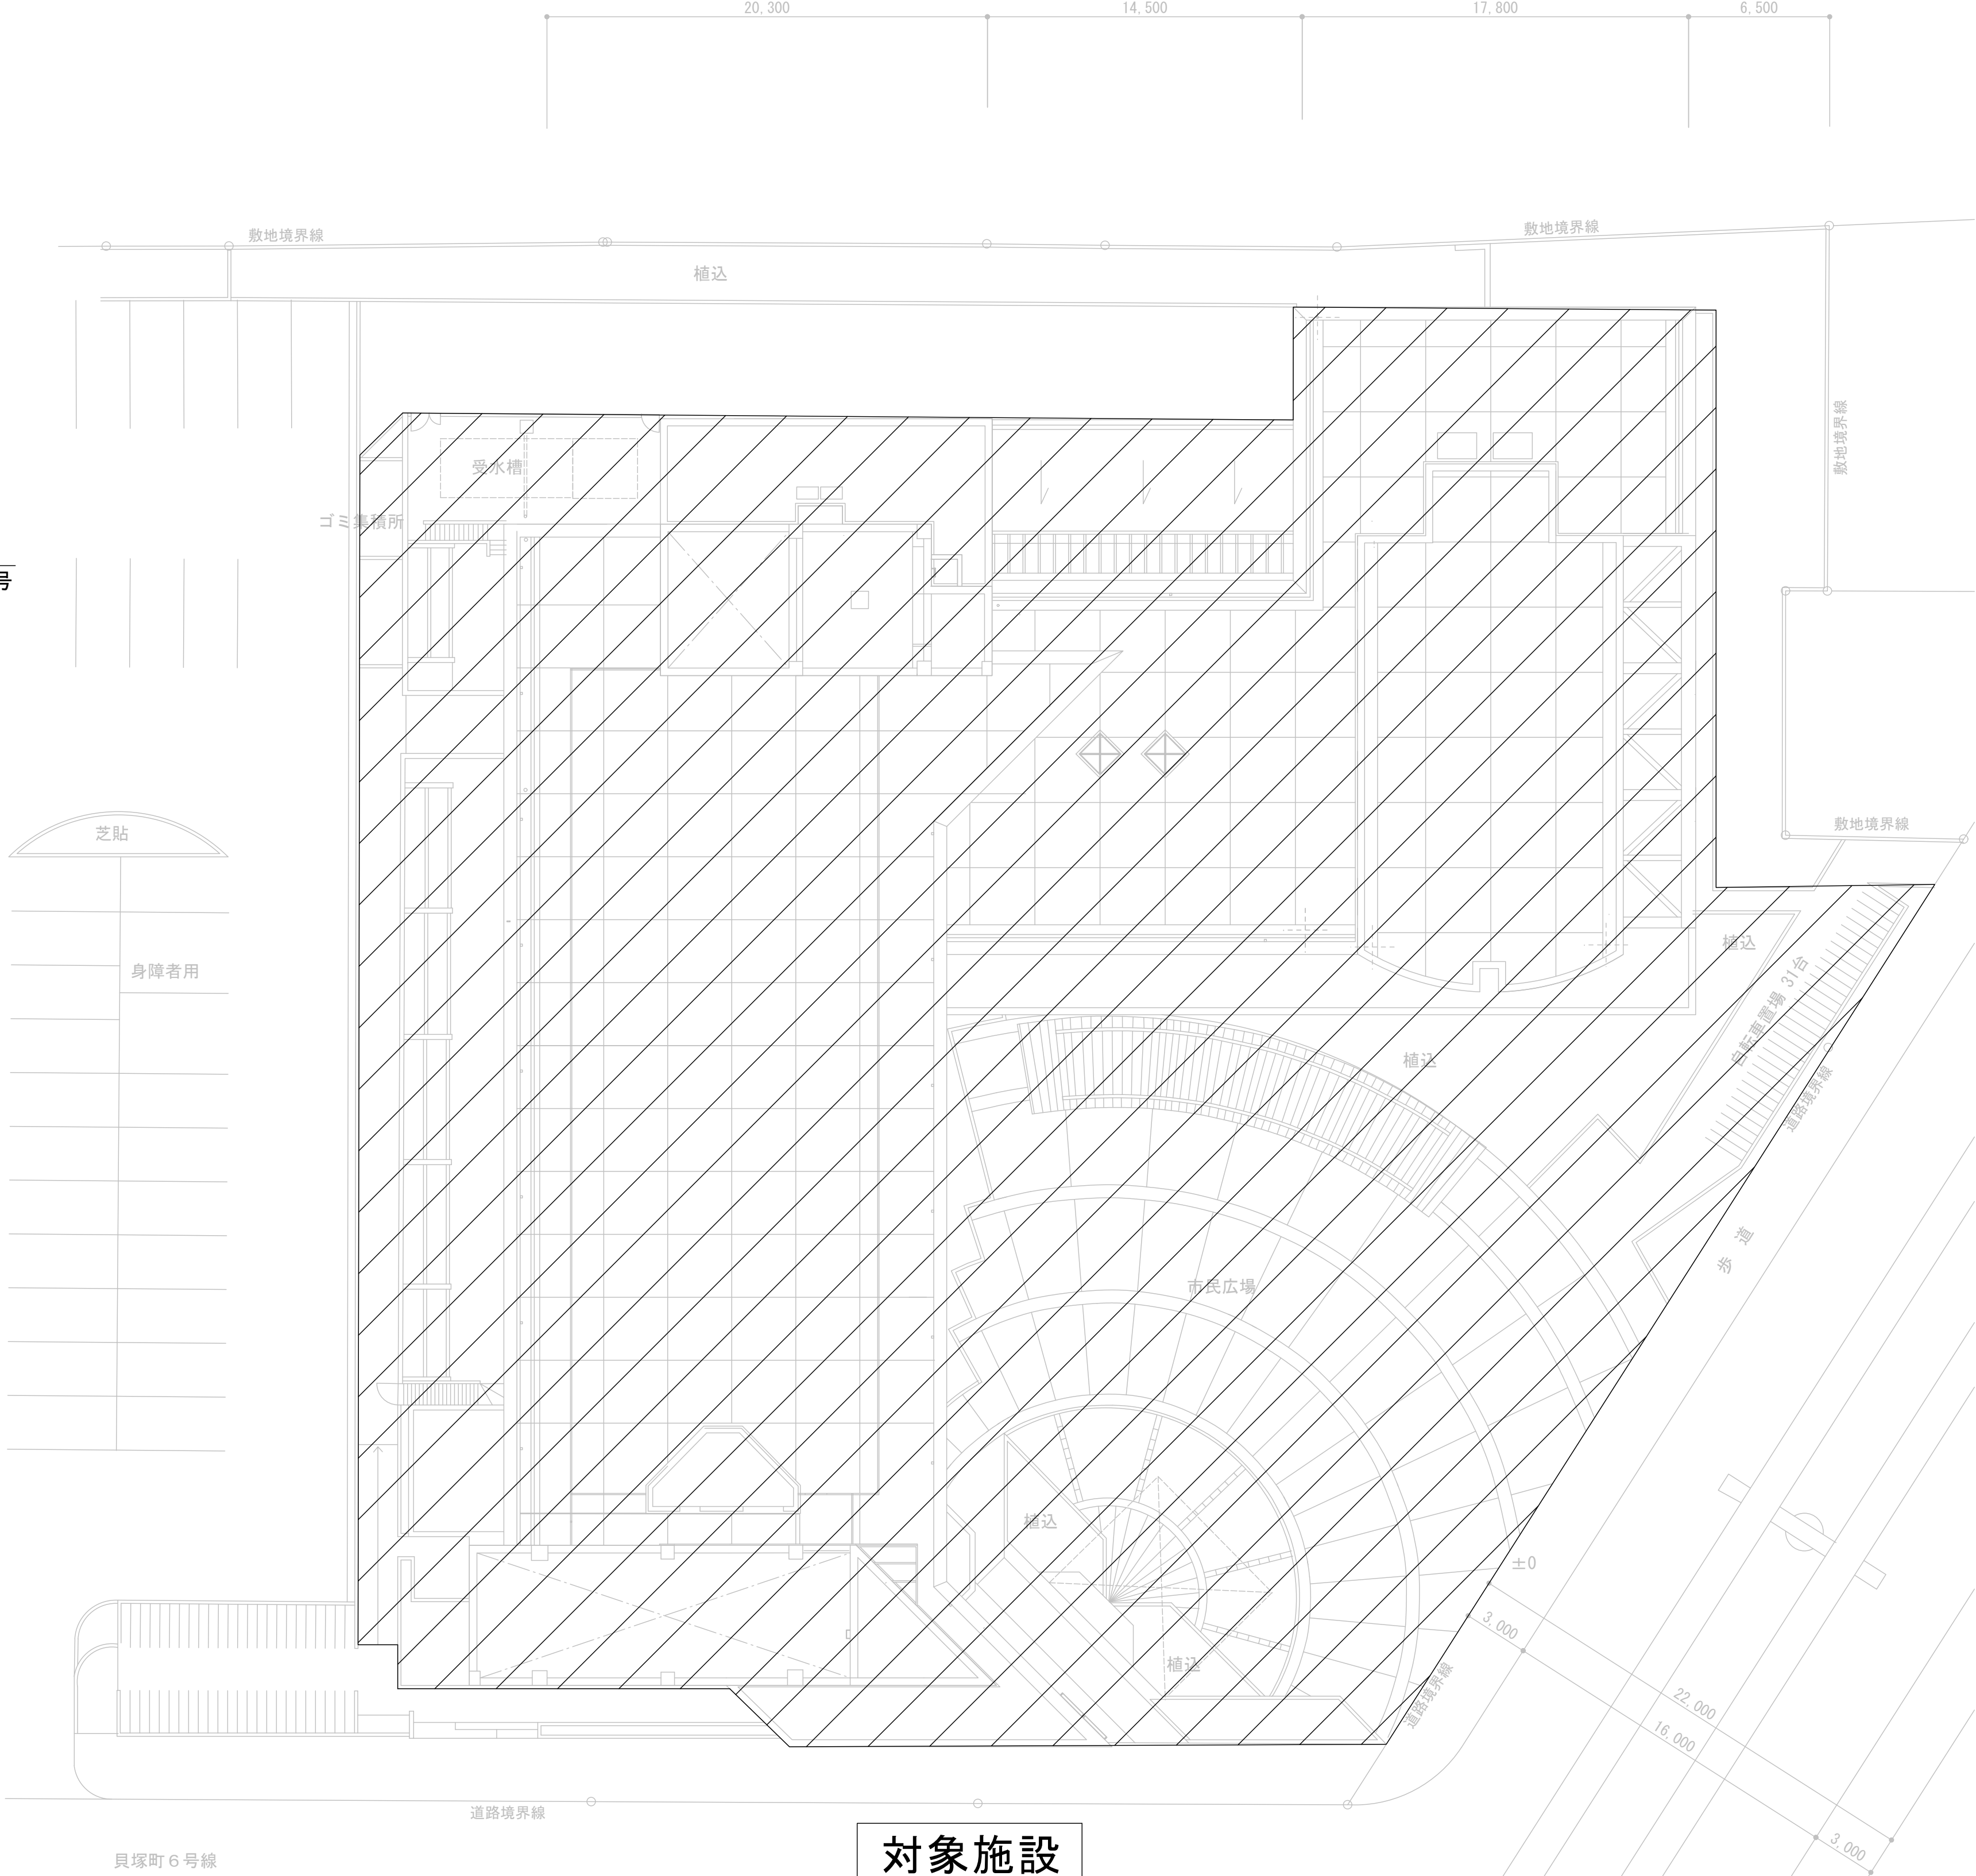 20,300
14,500
17,800
6,500
敷地境界線
敷地境界線
植込
敷地境界線
受水槽
ゴミ集積所
号
芝貼
敷地境界線
身障者用
植込
自転車置場 31台
植込
道路境界線
歩道
市民広場
植込
±0
3,000
植込
道路境界線
22,000
16,000
3,000
道路境界線
対象施設
貝塚町6号線